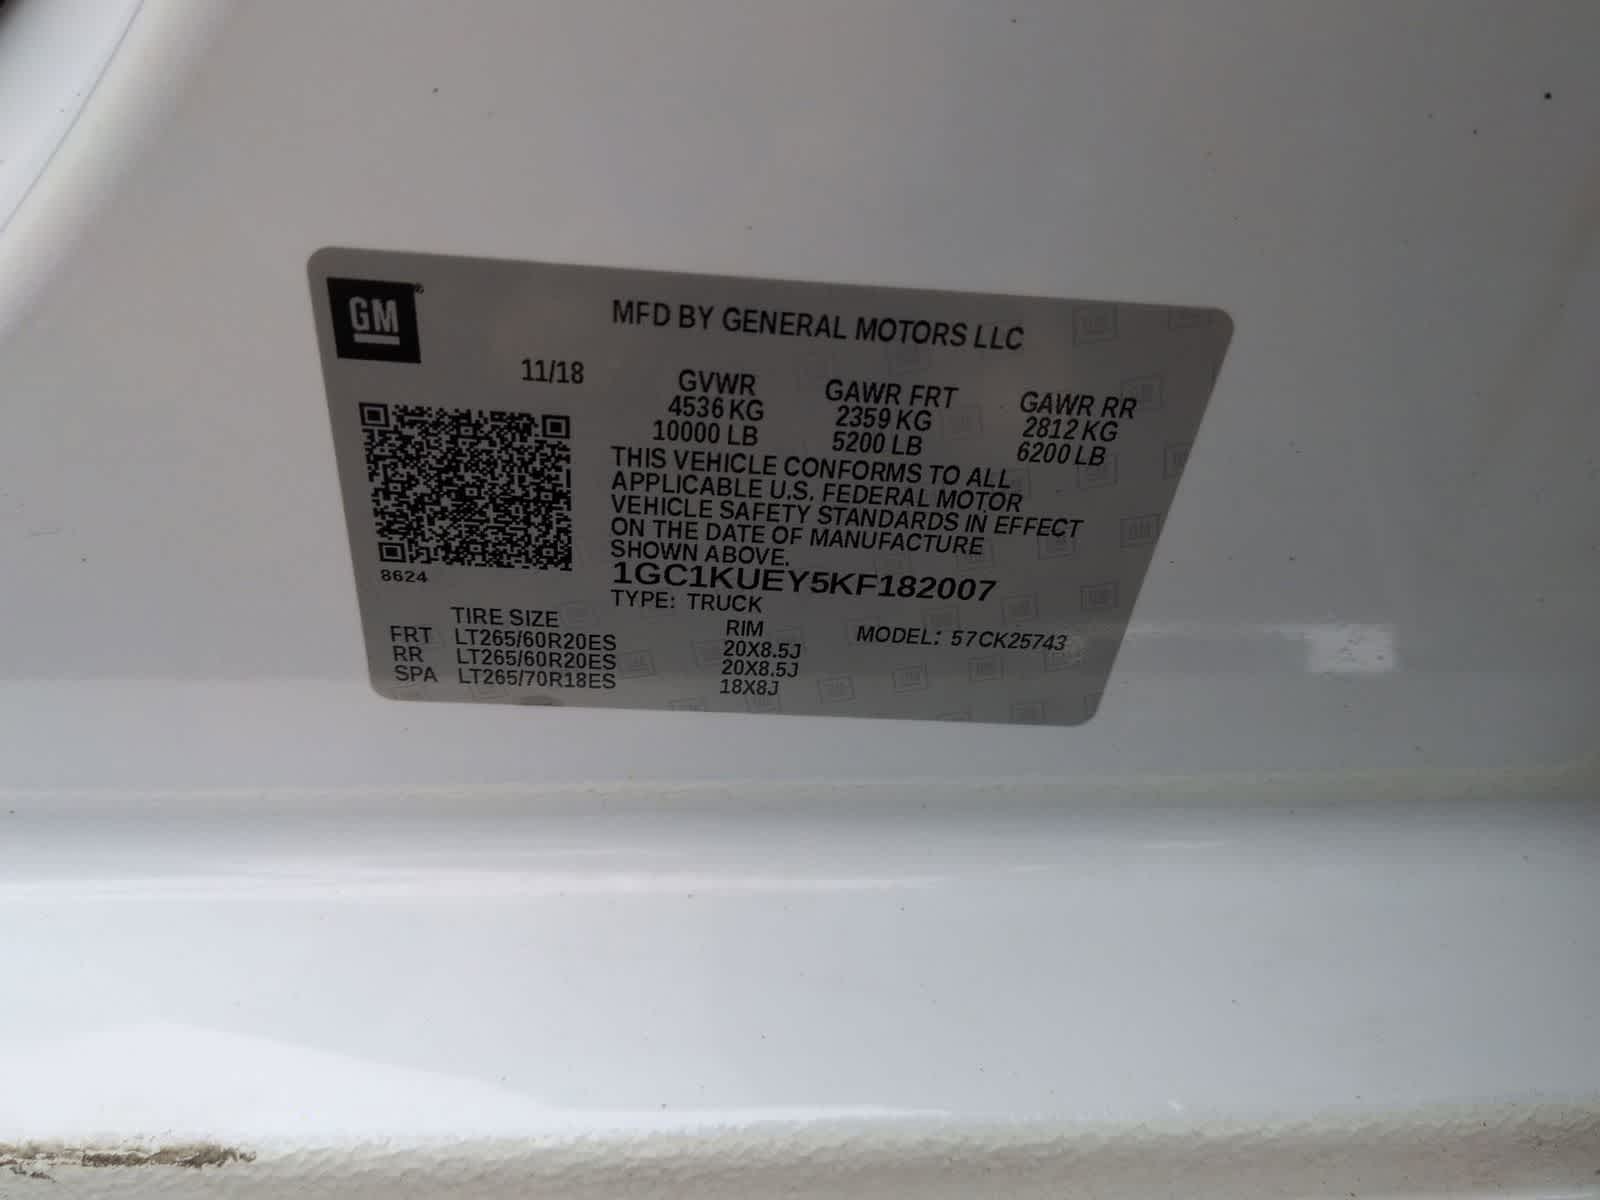 GM®
MFD BY GENERAL MOTORS LLC
11/18
GVWR GAWR FRT GAWR RR
4536 KG 2359 KG 2812 KG
10000 LB 5200 LB 6200 LB
THIS VEHICLE CONFORMS TO ALL
APPLICABLE U.S. FEDERAL MOTOR
VEHICLE SAFETY STANDARDS IN EFFECT
ON THE DATE OF MANUFACTURE
SHOWN ABOVE.
8624
1GC1KUEY5KF182007
TYPE: TRUCK
TIRE SIZE RIM MODEL: 57CK25743
FRT LT265/60R20ES 20X8.5J
RR LT265/60R20ES 20X8.5J
SPA LT265/70R18ES 18X8J